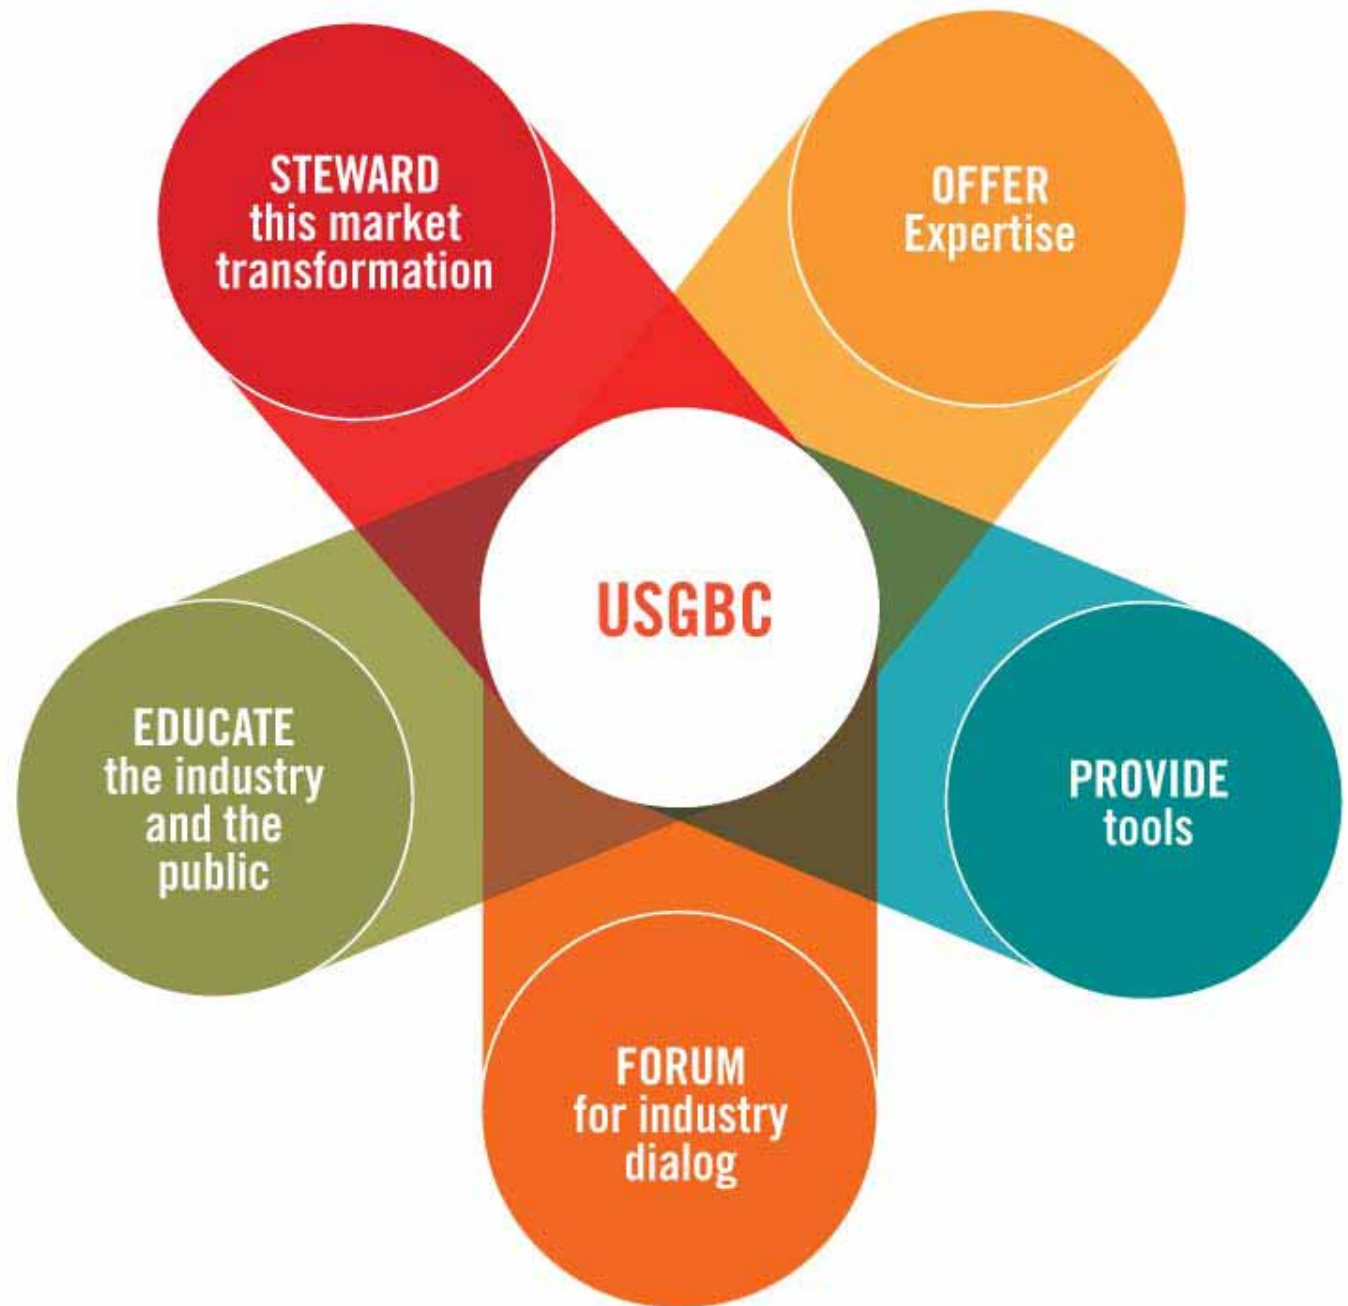 STEWARD
this market
transformation
OFFER
Expertise
USGBC
EDUCATE
the industry
and the
public
PROVIDE
tools
FORUM
for industry
dialog